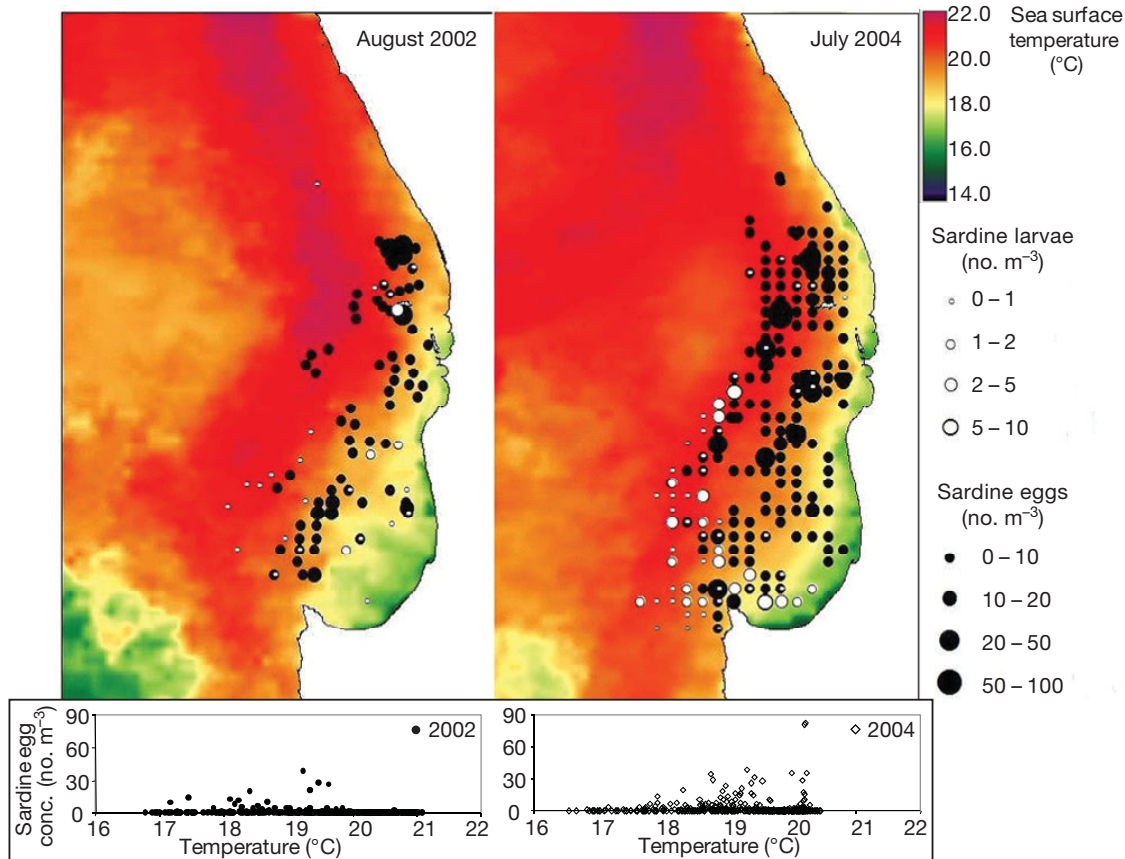 August 2002
July 2004
22.0
20.0
18.0
16.0
14.0
Sea surface
temperature
(°C)
Sardine larvae
(no. m⁻³)
0 – 1
1 – 2
2 – 5
5 – 10
Sardine eggs
(no. m⁻³)
0 – 10
10 – 20
20 – 50
50 – 100
Sardine egg
conc. (no. m⁻³)
90
60
30
0
2002
16 17 18 19 20 21 22
Temperature (°C)
90
60
30
0
2004
16 17 18 19 20 21 22
Temperature (°C)